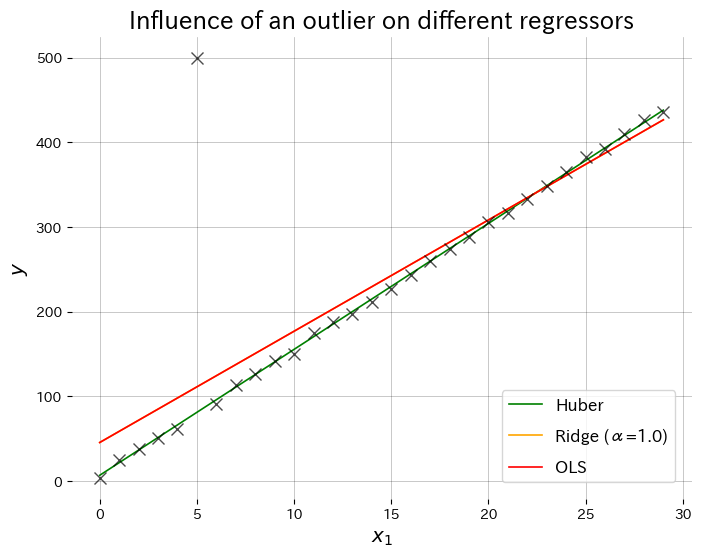 Influence of an outlier on different regressors
y
500
400
300
200
100
0
0 5 10 15 20 25 30
x₁
Huber
Ridge (α=1.0)
OLS